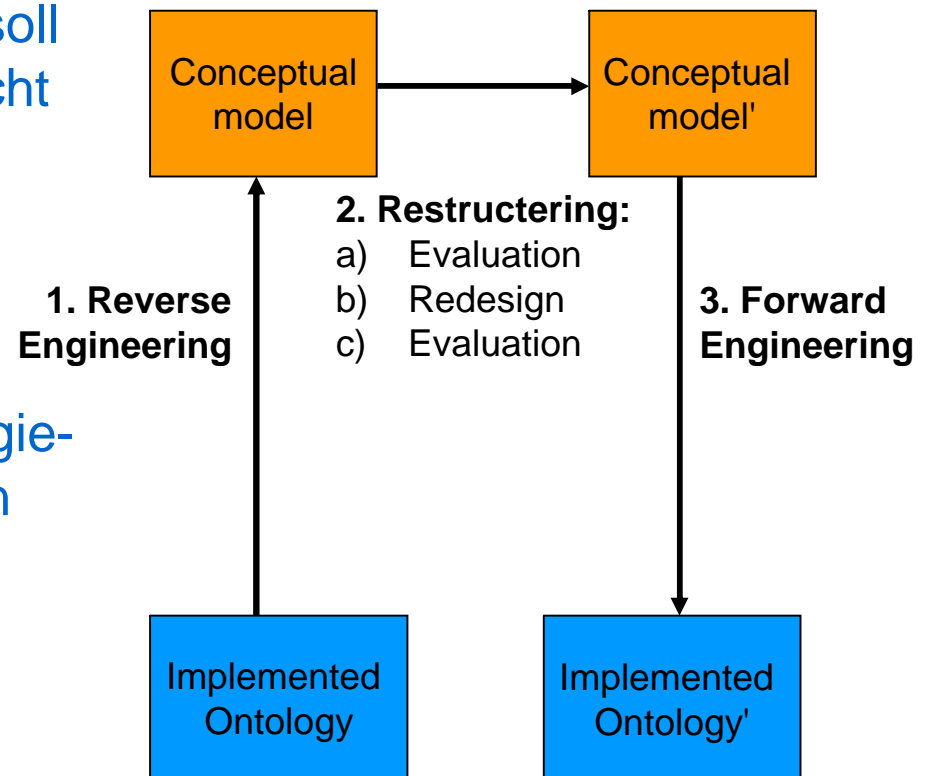 soll
cht
gie-
n
Conceptual
model
Conceptual
model'
2. Restructering:
a) Evaluation
b) Redesign
c) Evaluation
1. Reverse
Engineering
3. Forward
Engineering
Implemented
Ontology
Implemented
Ontology'